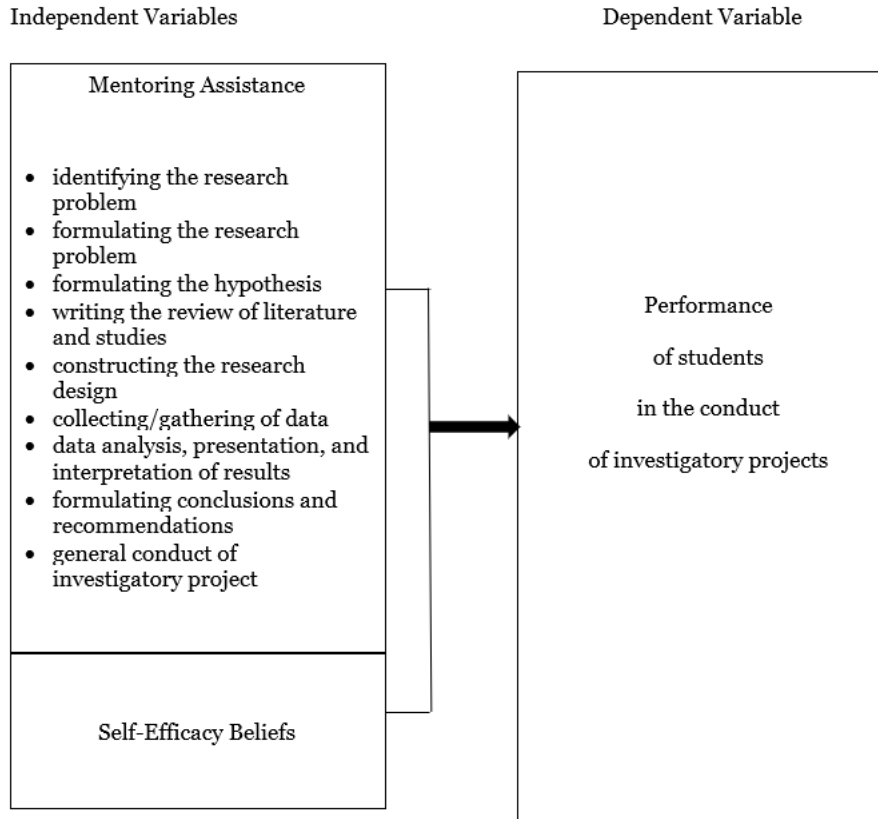 Independent Variables
Dependent Variable
Mentoring Assistance
• identifying the research
problem
• formulating the research
problem
• formulating the hypothesis
• writing the review of literature
and studies
• constructing the research
design
• collecting/gathering of data
• data analysis, presentation, and
interpretation of results
• formulating conclusions and
recommendations
• general conduct of
investigatory project
Self-Efficacy Beliefs
Performance
of students
in the conduct
of investigatory projects